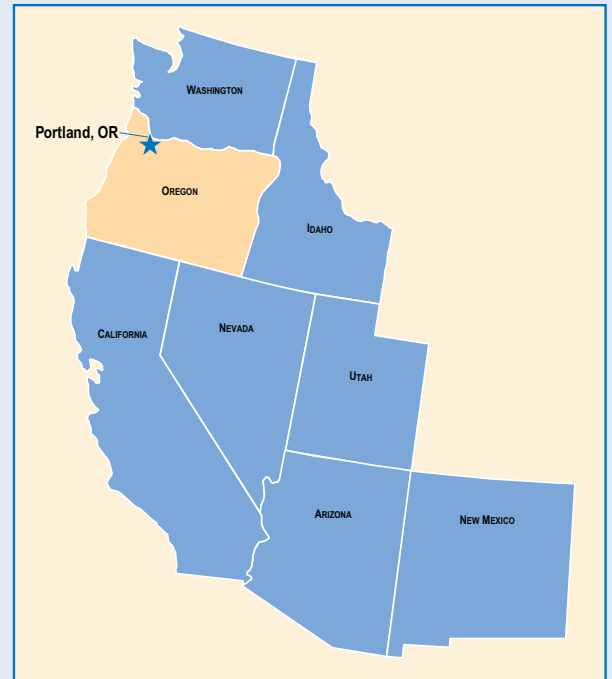 WASHINGTON
Portland, OR
OREGON
IDAHO
NEVADA
CALIFORNIA
UTAH
ARIZONA
NEW MEXICO